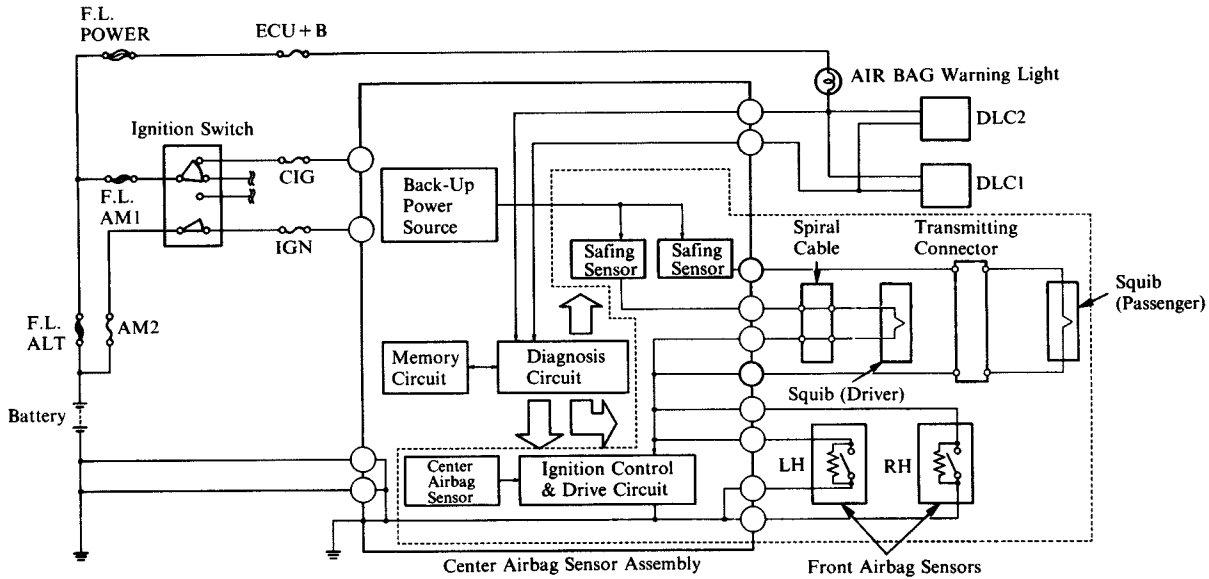 F.L.
POWER
ECU+B
AIR BAG Warning Light
DLC2
DLC1
Ignition Switch
CIG
F.L.
AM1
IGN
Back-Up
Power
Source
Safing
Sensor
Safing
Sensor
Spiral
Cable
Transmitting
Connector
Squib
(Passenger)
F.L.
ALT
AM2
Memory
Circuit
Diagnosis
Circuit
Squib (Driver)
Battery
LH
RH
Center
Airbag
Sensor
Ignition Control
& Drive Circuit
Center Airbag Sensor Assembly
Front Airbag Sensors